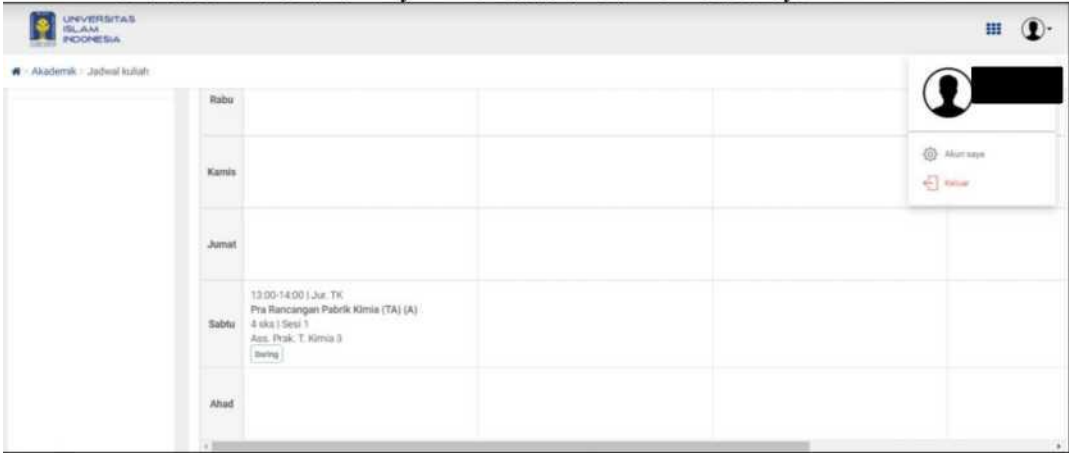 UNIVERSITAS
ISLAM
INDONESIA
Akademik
Jadwal kuliah
Akun saya
Keluar
Rabu
Kamis
Jumat
Sabtu
13:00-14:00 | Jur. TK
Pra Rancangan Pabrik Kimia (TA) (A)
4 sks | Sesi 1
Ass. Prak. T. Kimia 3
Daring
Ahad